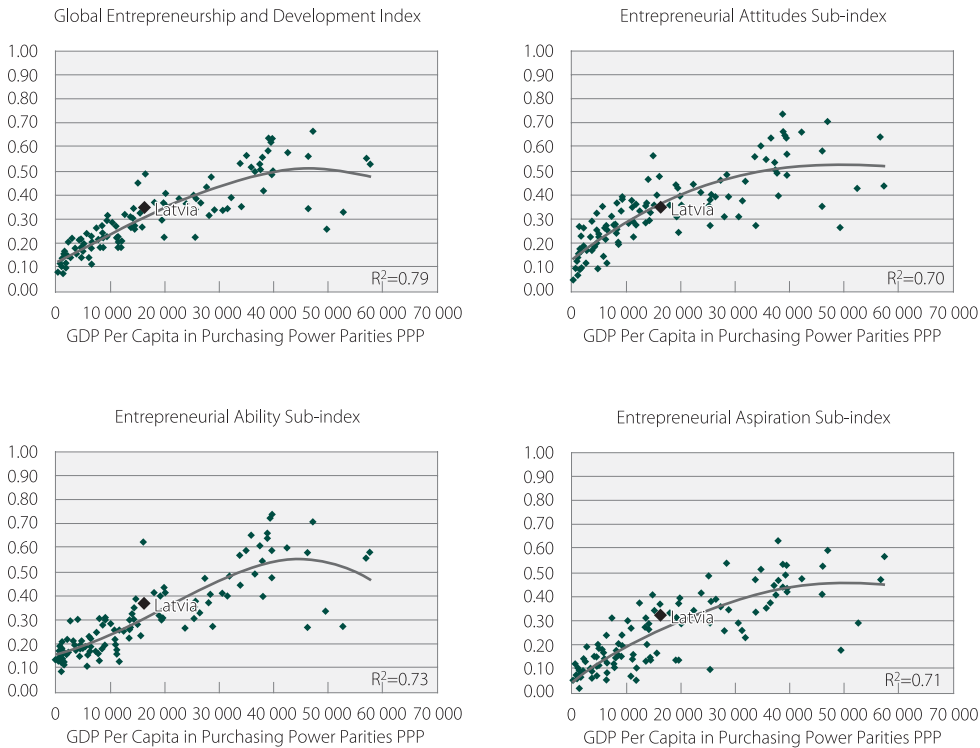 Global Entrepreneurship and Development Index
1.00
0.90
0.80
0.70
0.60
0.50
0.40
0.30
0.20
0.10
0.00
Latvia
R²=0.79
0 10 000 20 000 30 000 40 000 50 000 60 000 70 000
GDP Per Capita in Purchasing Power Parities PPP
Entrepreneurial Attitudes Sub-index
1.00
0.90
0.80
0.70
0.60
0.50
0.40
0.30
0.20
0.10
0.00
Latvia
R²=0.70
0 10 000 20 000 30 000 40 000 50 000 60 000 70 000
GDP Per Capita in Purchasing Power Parities PPP
Entrepreneurial Ability Sub-index
1.00
0.90
0.80
0.70
0.60
0.50
0.40
0.30
0.20
0.10
0.00
Latvia
R²=0.73
0 10 000 20 000 30 000 40 000 50 000 60 000 70 000
GDP Per Capita in Purchasing Power Parities PPP
Entrepreneurial Aspiration Sub-index
1.00
0.90
0.80
0.70
0.60
0.50
0.40
0.30
0.20
0.10
0.00
Latvia
R²=0.71
0 10 000 20 000 30 000 40 000 50 000 60 000 70 000
GDP Per Capita in Purchasing Power Parities PPP